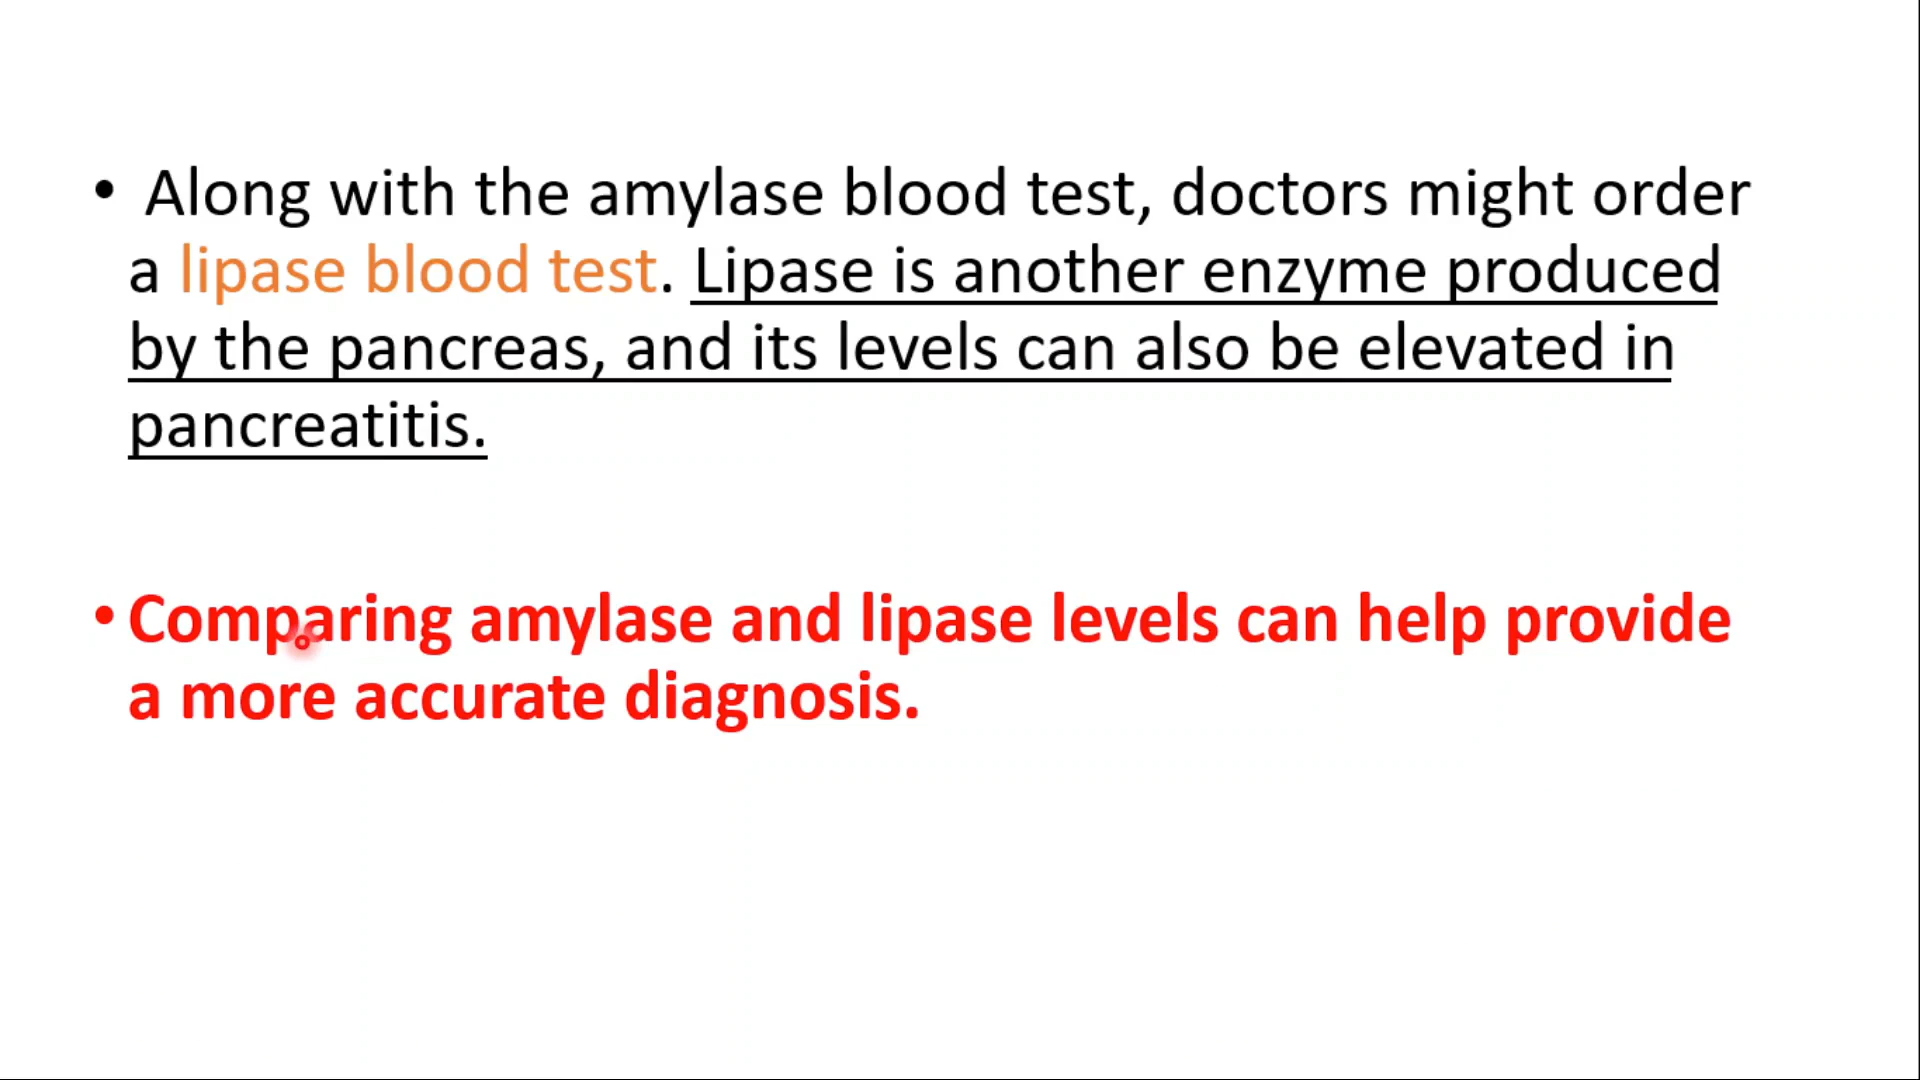 • Along with the amylase blood test, doctors might order
a lipase blood test. Lipase is another enzyme produced
by the pancreas, and its levels can also be elevated in
pancreatitis.
• Comparing amylase and lipase levels can help provide
a more accurate diagnosis.